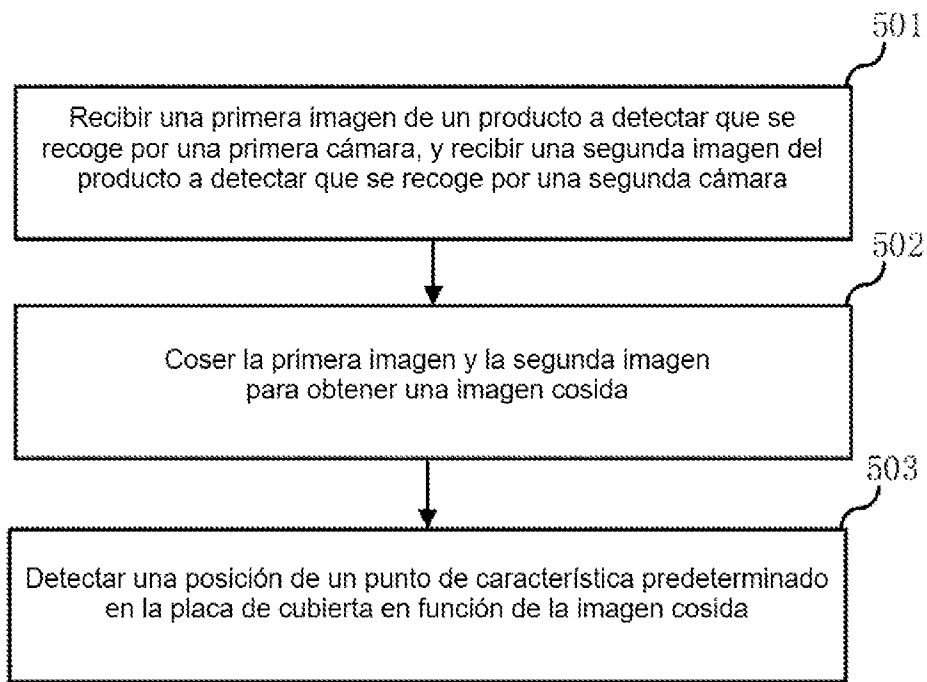 501
Recibir una primera imagen de un producto a detectar que se
recoge por una primera cámara, y recibir una segunda imagen del
producto a detectar que se recoge por una segunda cámara
502
Coser la primera imagen y la segunda imagen
para obtener una imagen cosida
503
Detectar una posición de un punto de característica predeterminado
en la placa de cubierta en función de la imagen cosida